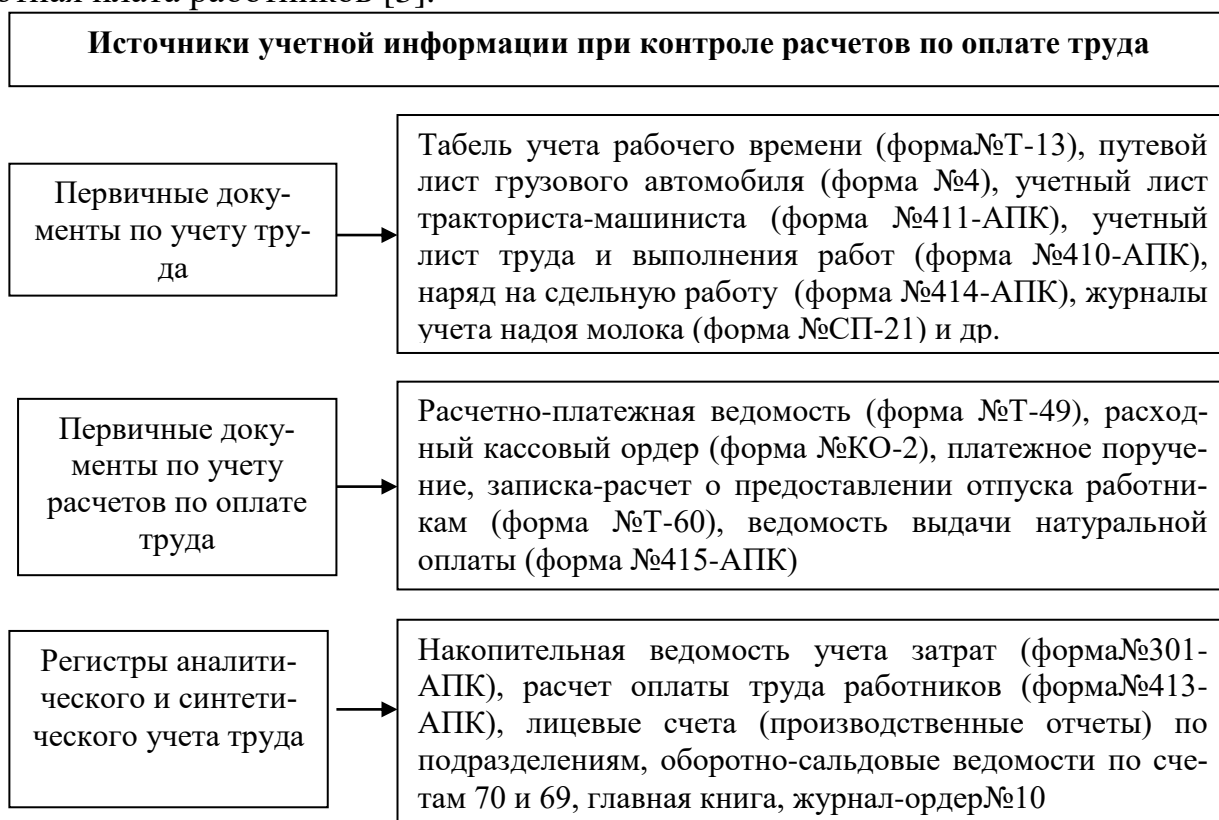 отная плата работников [5].
Источники учетной информации при контроле расчетов по оплате труда
Первичные доку-
менты по учету тру-
да
Табель учета рабочего времени (форма№Т-13), путевой
лист грузового автомобиля (форма №4), учетный лист
тракториста-машиниста (форма №411-АПК), учетный
лист труда и выполнения работ (форма №410-АПК),
наряд на сдельную работу (форма №414-АПК), журналы
учета надоя молока (форма №СП-21) и др.
Первичные доку-
менты по учету
расчетов по оплате
труда
Расчетно-платежная ведомость (форма №Т-49), расход-
ный кассовый ордер (форма №КО-2), платежное поруче-
ние, записка-расчет о предоставлении отпуска работни-
кам (форма №Т-60), ведомость выдачи натуральной
оплаты (форма №415-АПК)
Регистры аналити-
ческого и синтети-
ческого учета труда
Накопительная ведомость учета затрат (форма№301-
АПК), расчет оплаты труда работников (форма№413-
АПК), лицевые счета (производственные отчеты) по
подразделениям, оборотно-сальдовые ведомости по сче-
там 70 и 69, главная книга, журнал-ордер№10